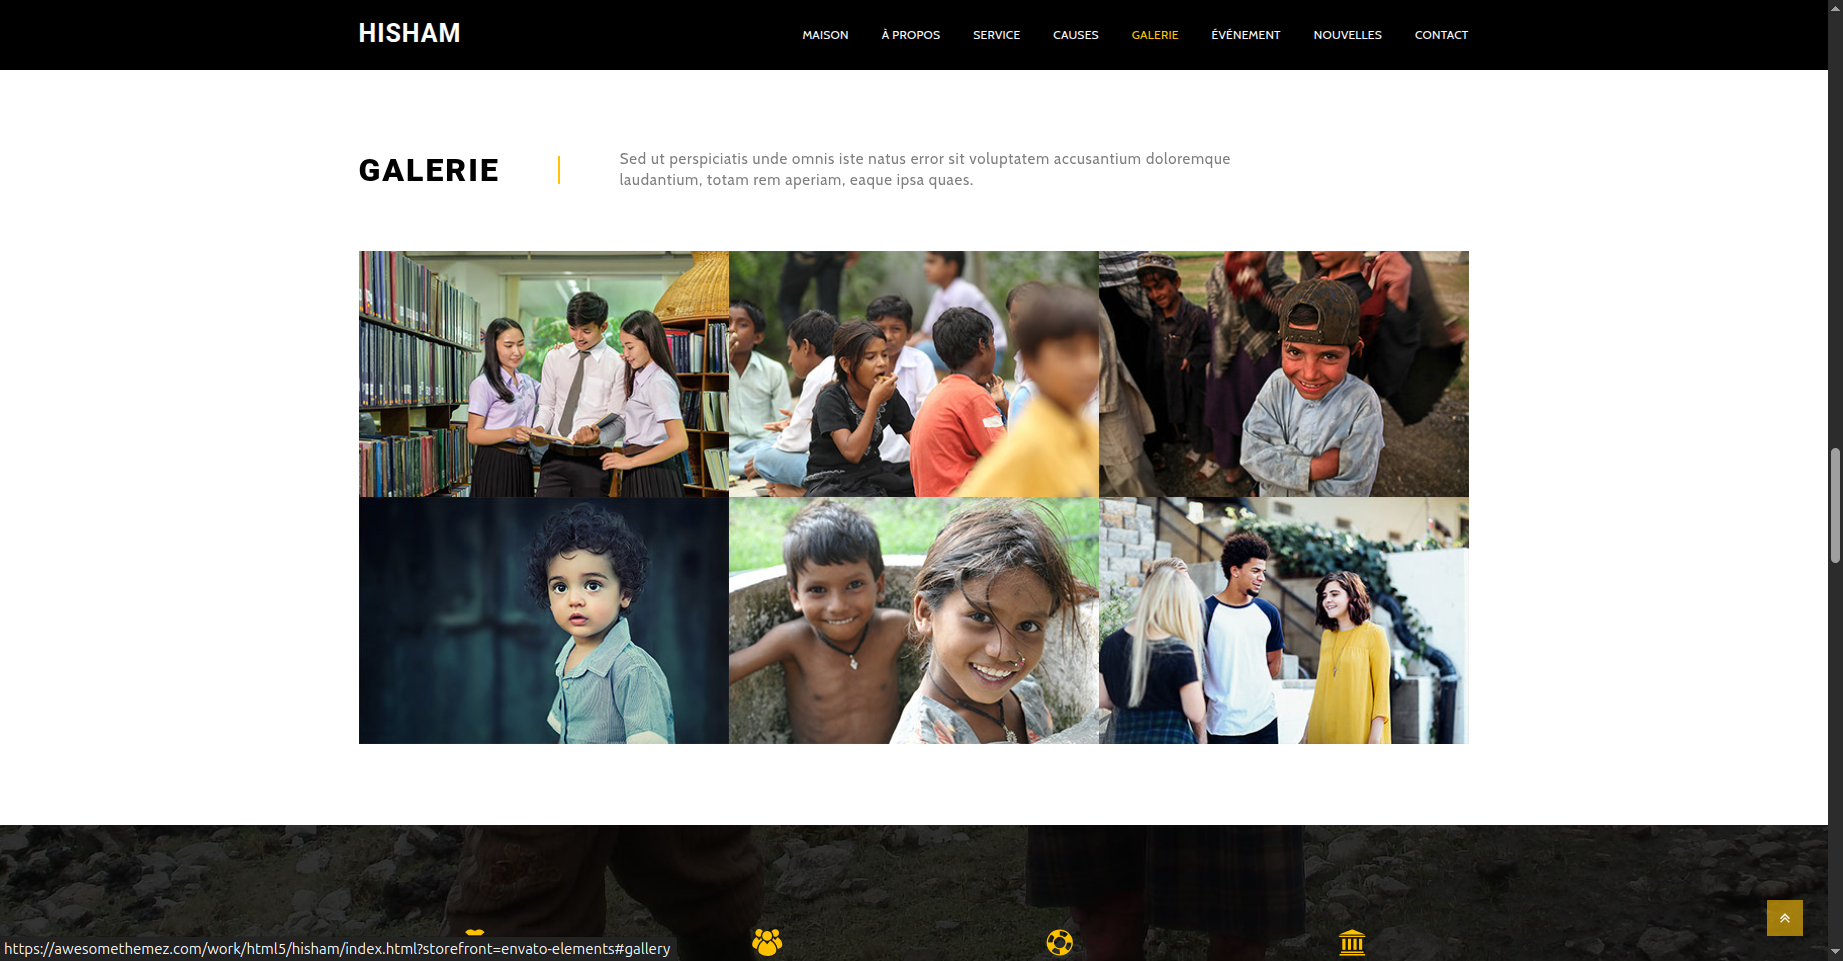 HISHAM
MAISON À PROPOS SERVICE CAUSES GALERIE ÉVÉNEMENT NOUVELLES CONTACT
GALERIE
Sed ut perspiciatis unde omnis iste natus error sit voluptatem accusantium doloremque
laudantium, totam rem aperiam, eaque ipsa quaes.
https://awesomethemez.com/work/html5/hisham/index.html?storefront=envato-elements#gallery